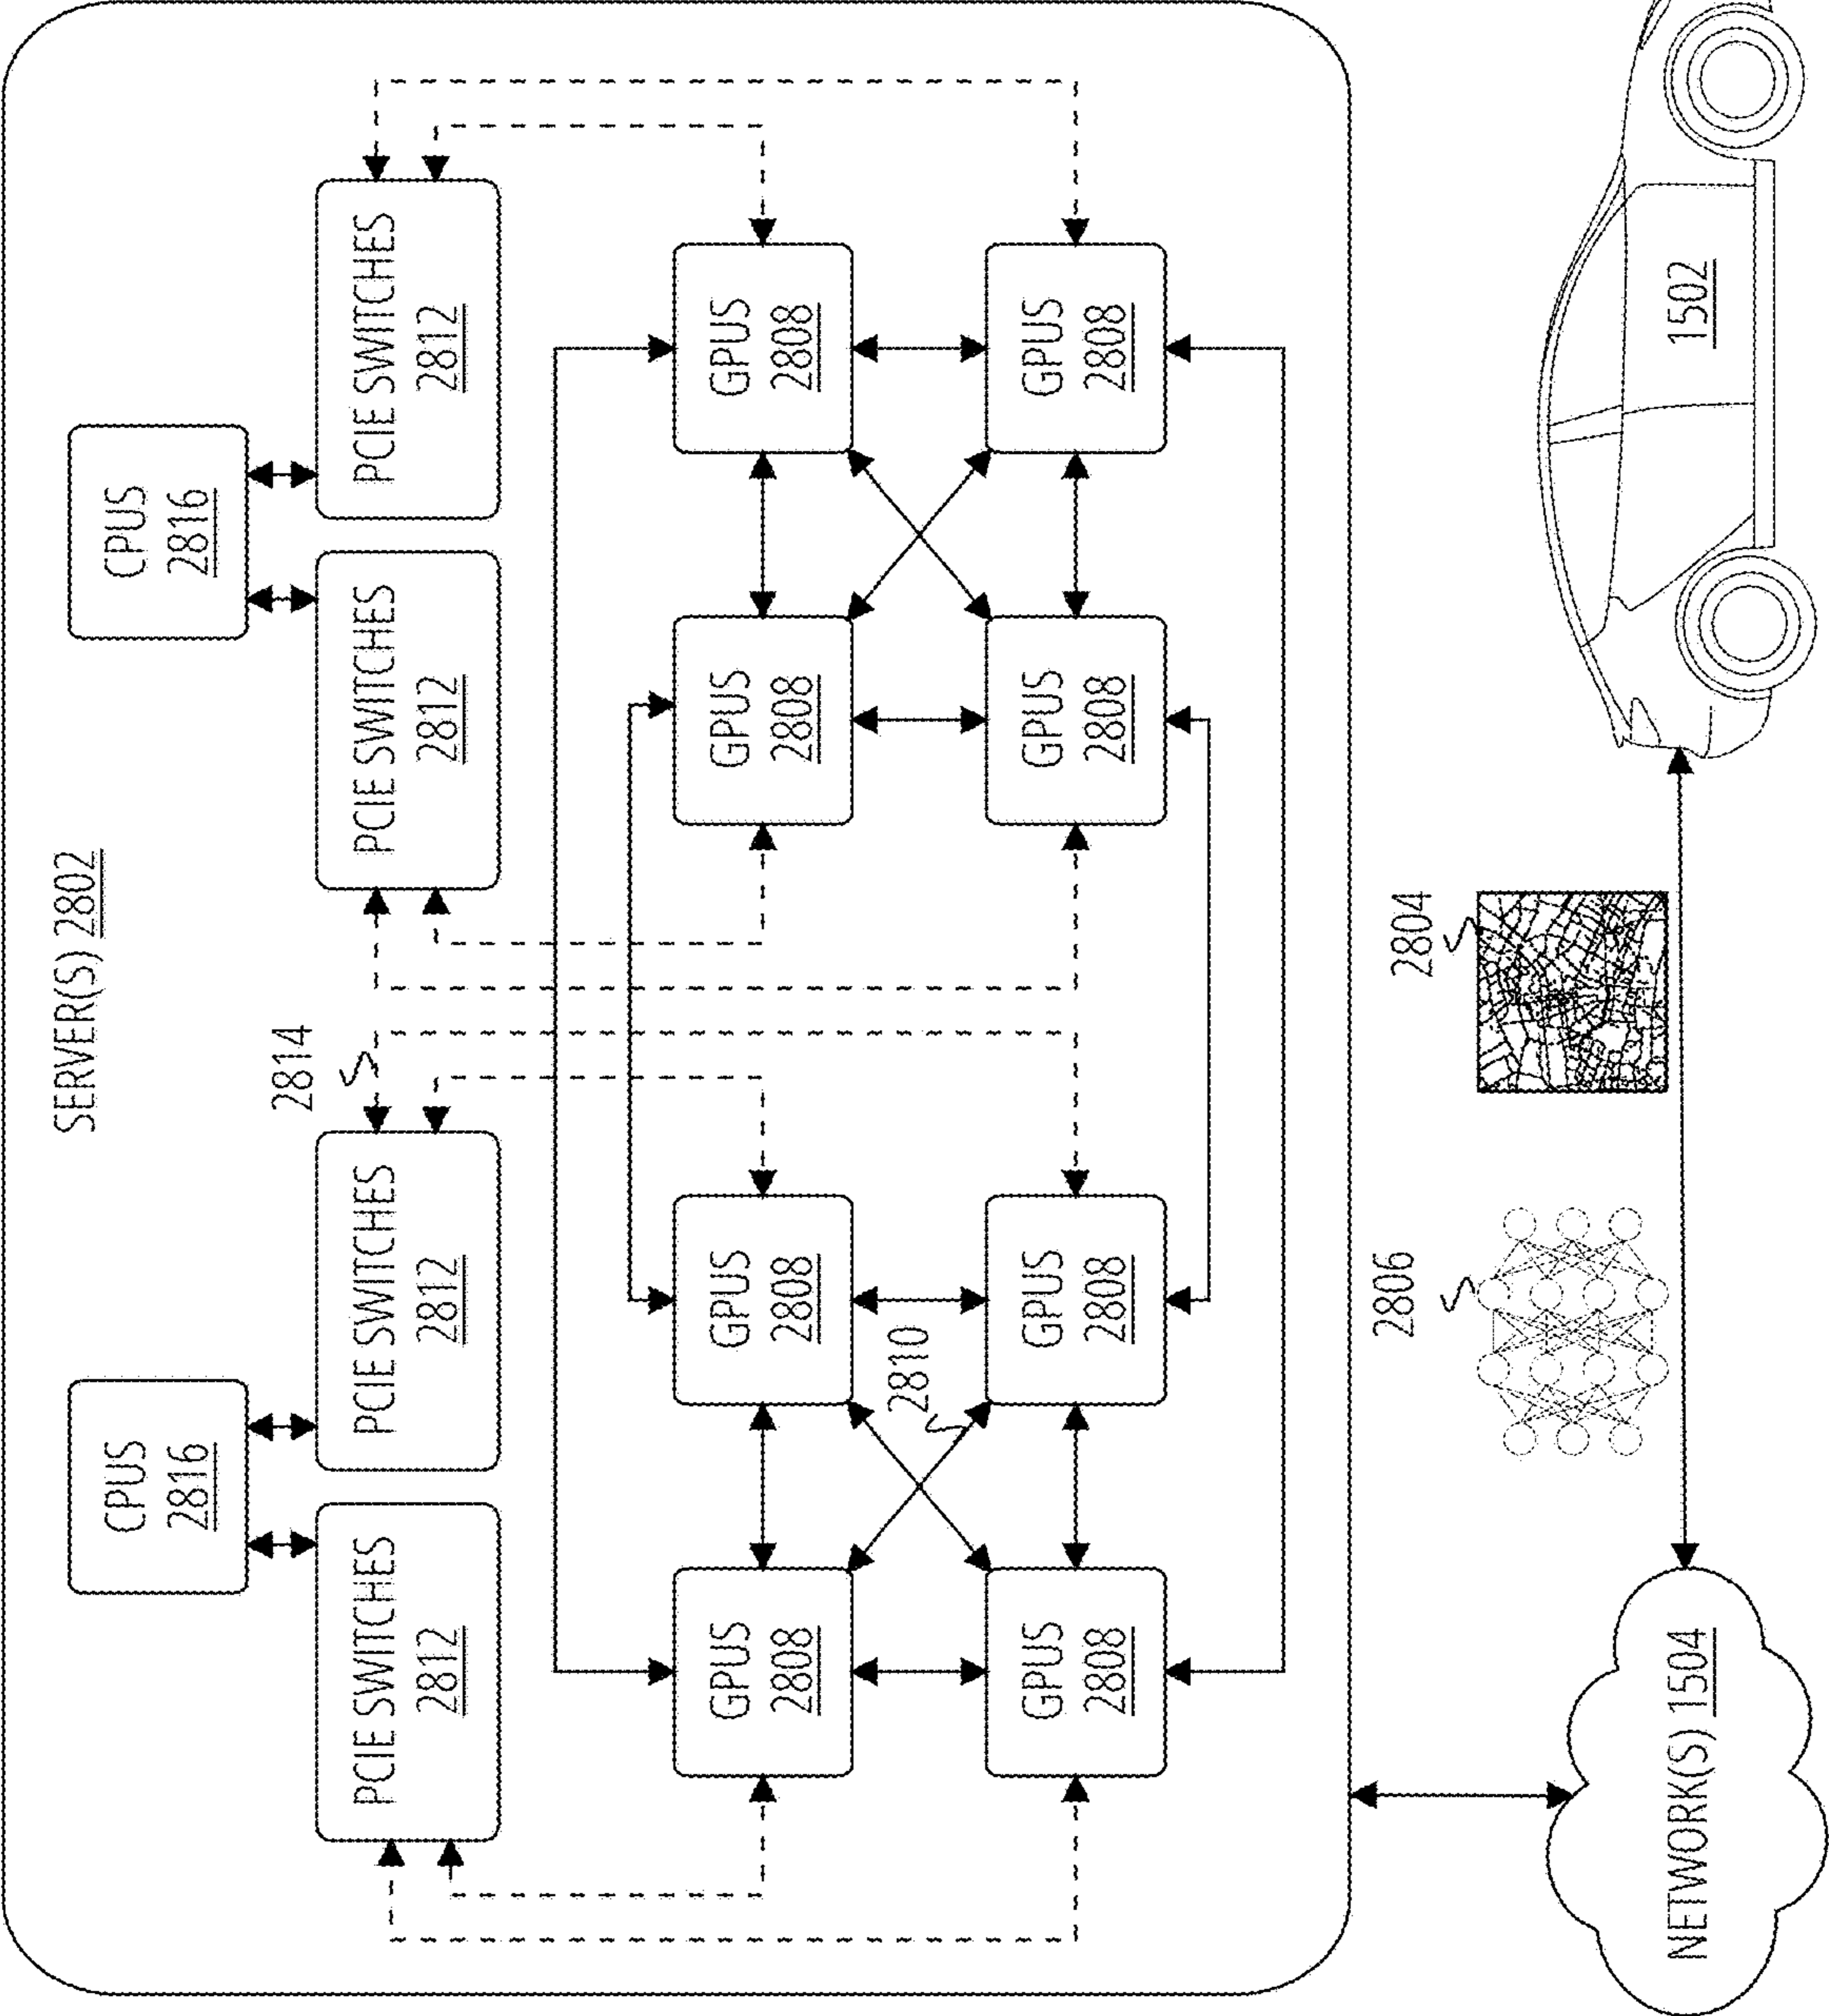 SERVER(S) 2802
CPUS
2816
CPUS
2816
2814
PCIE SWITCHES
2812
PCIE SWITCHES
2812
PCIE SWITCHES
2812
PCIE SWITCHES
2812
GPUS
2808
GPUS
2808
GPUS
2808
GPUS
2808
2810
GPUS
2808
GPUS
2808
GPUS
2808
GPUS
2808
2806
2804
NETWORK(S) 1504
1502